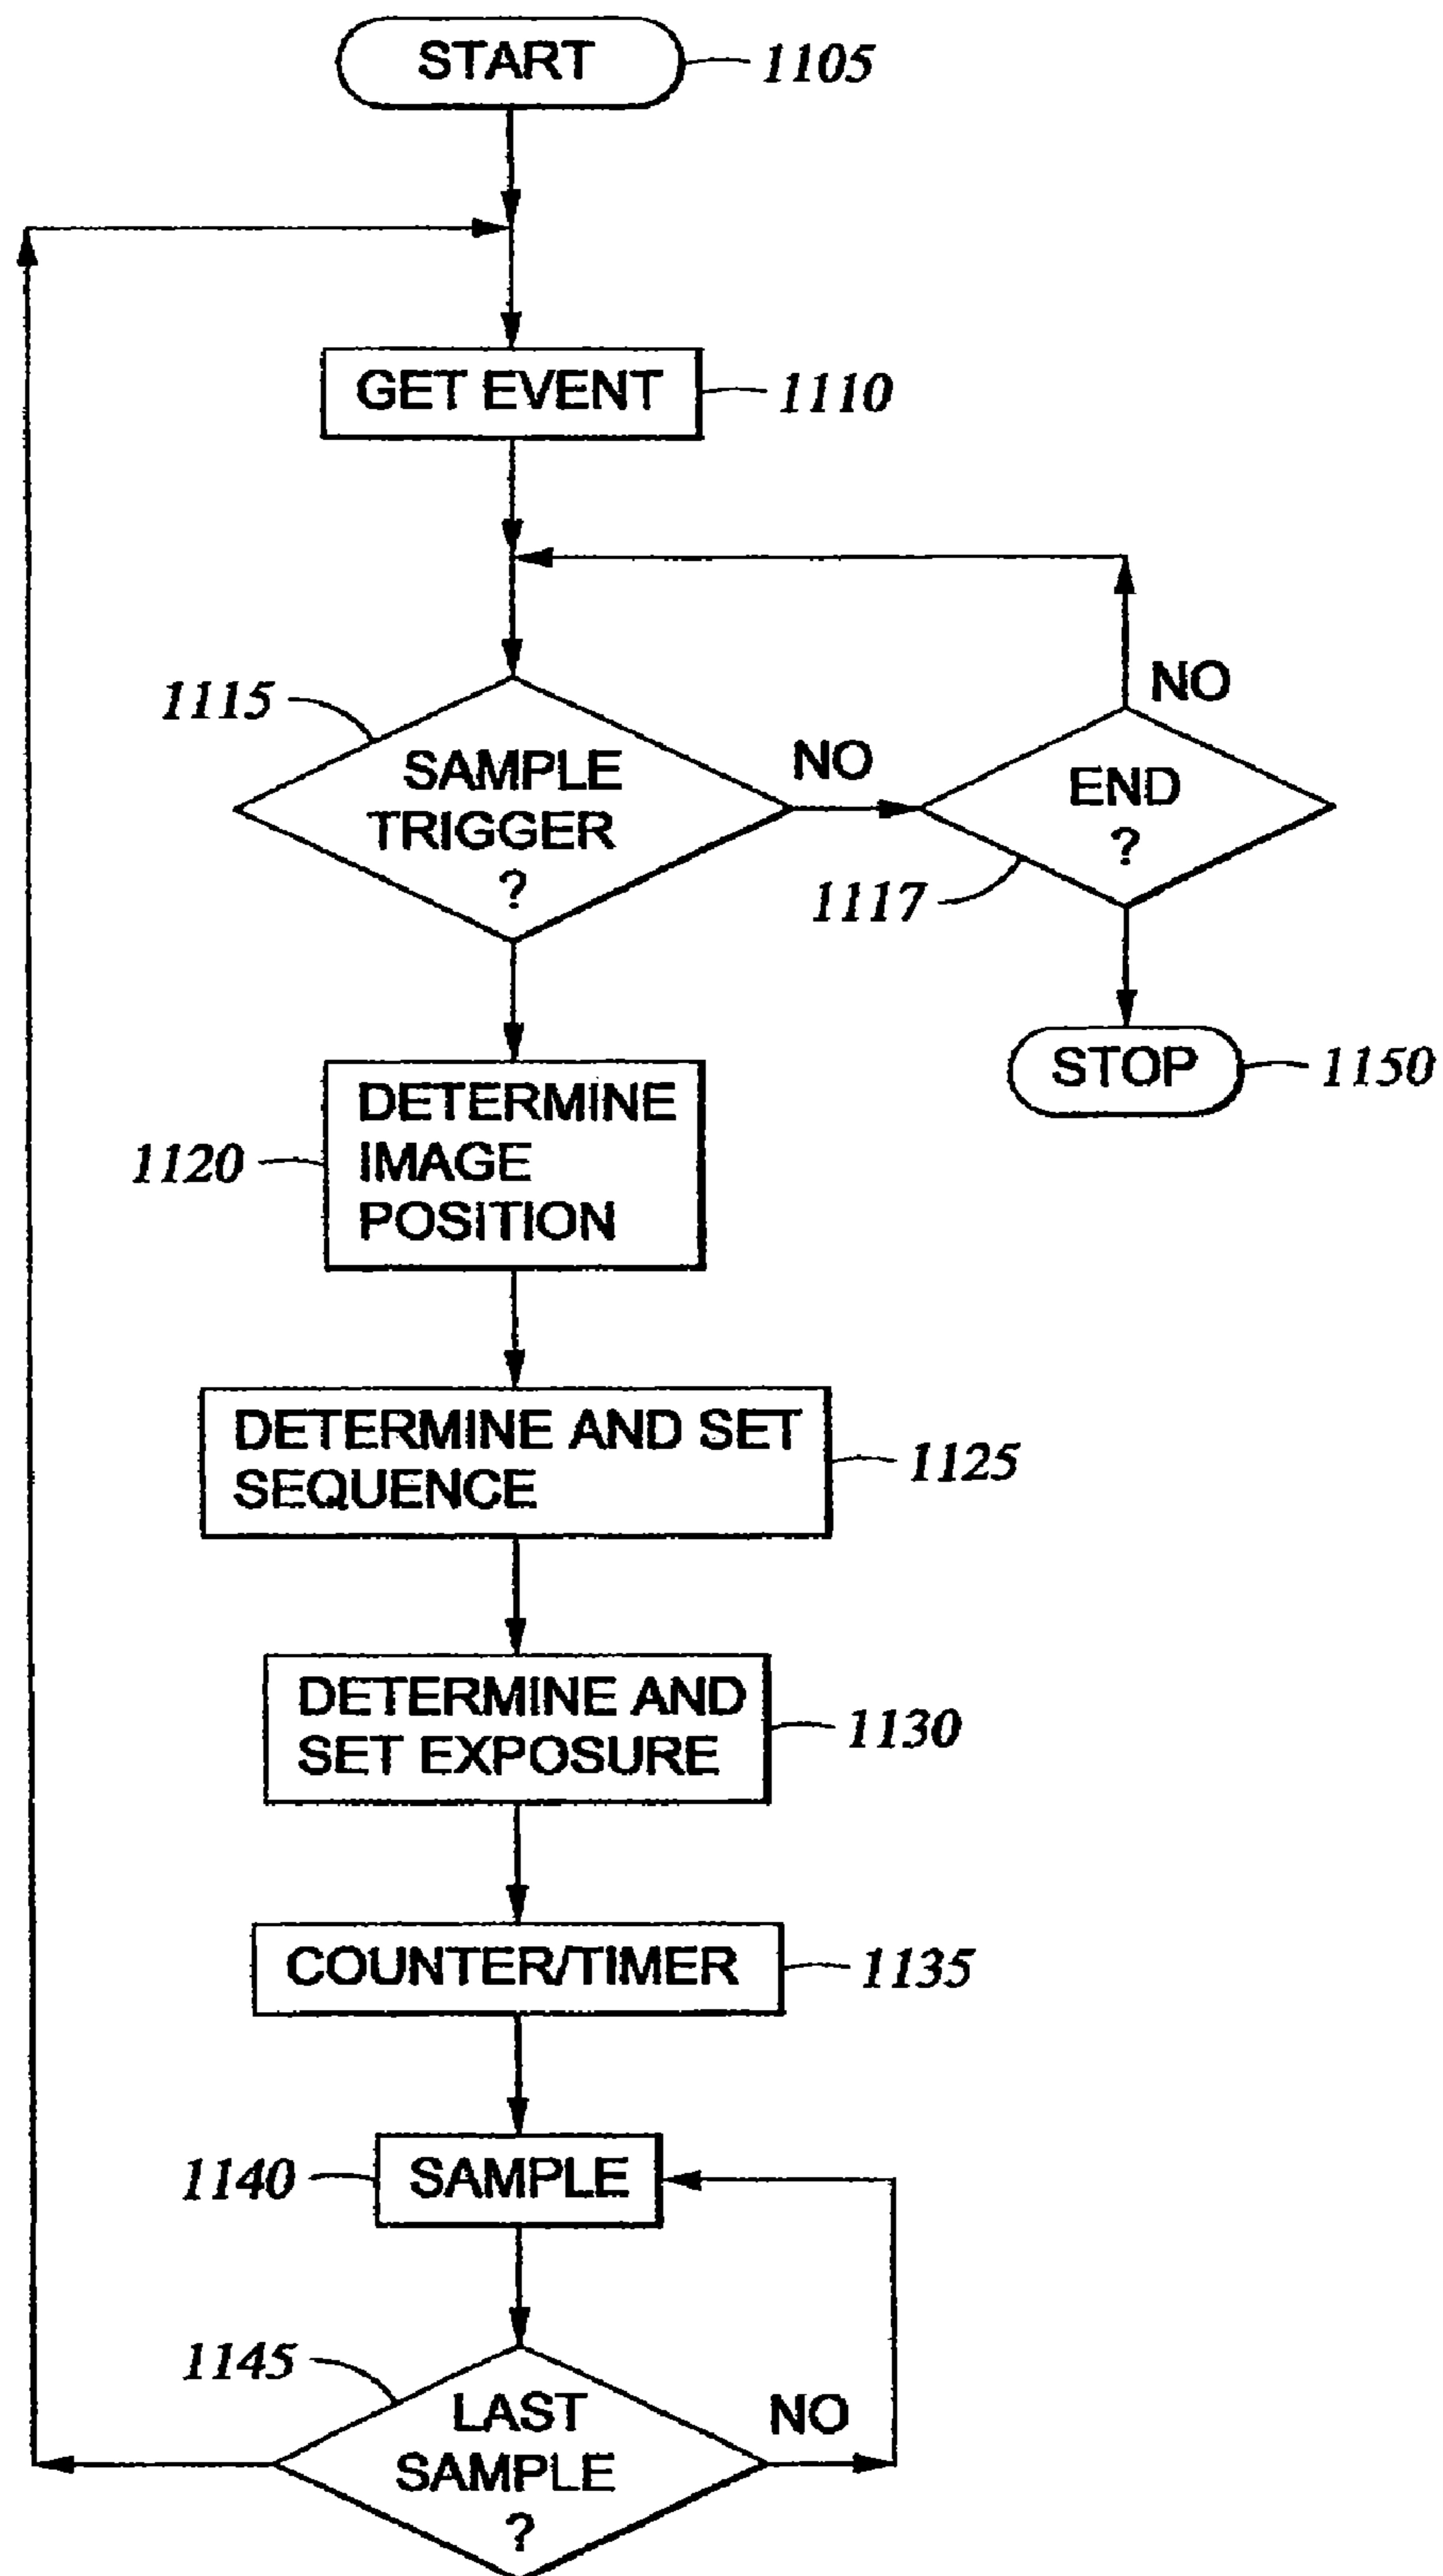 START
1105
GET EVENT
1110
1115
SAMPLE
TRIGGER
?
NO
NO
END
?
1117
STOP
1150
DETERMINE
IMAGE
POSITION
1120
DETERMINE AND SET
SEQUENCE
1125
DETERMINE AND
SET EXPOSURE
1130
COUNTER/TIMER
1135
1140
SAMPLE
1145
LAST
SAMPLE
?
NO